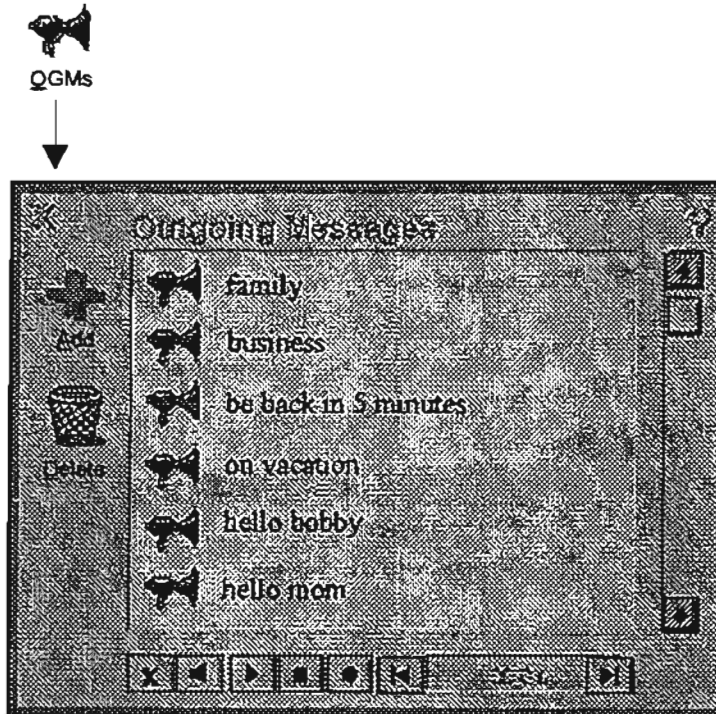 OGMs
Outgoing Messages
Add
Delete
family
business
be back in 5 minutes
on vacation
hello bobby
hello mom